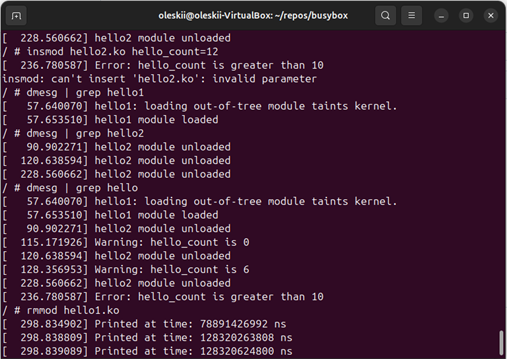 oleskii@oleskii-VirtualBox: ~/repos/busybox
[  228.560662] hello2 module unloaded
/ # insmod hello2.ko hello_count=12
[  236.780587] Error: hello_count is greater than 10
insmod: can't insert 'hello2.ko': invalid parameter
/ # dmesg | grep hello1
[   57.640070] hello1: loading out-of-tree module taints kernel.
[   57.653510] hello1 module loaded
/ # dmesg | grep hello2
[   90.902271] hello2 module unloaded
[  120.638594] hello2 module unloaded
[  228.560662] hello2 module unloaded
/ # dmesg | grep hello
[   57.640070] hello1: loading out-of-tree module taints kernel.
[   57.653510] hello1 module loaded
[   90.902271] hello2 module unloaded
[  115.171926] Warning: hello_count is 0
[  120.638594] hello2 module unloaded
[  128.356953] Warning: hello_count is 6
[  228.560662] hello2 module unloaded
[  236.780587] Error: hello_count is greater than 10
/ # rmmod hello1.ko
[  298.834902] Printed at time: 78891426992 ns
[  298.838809] Printed at time: 128320263808 ns
[  298.839089] Printed at time: 128320624800 ns